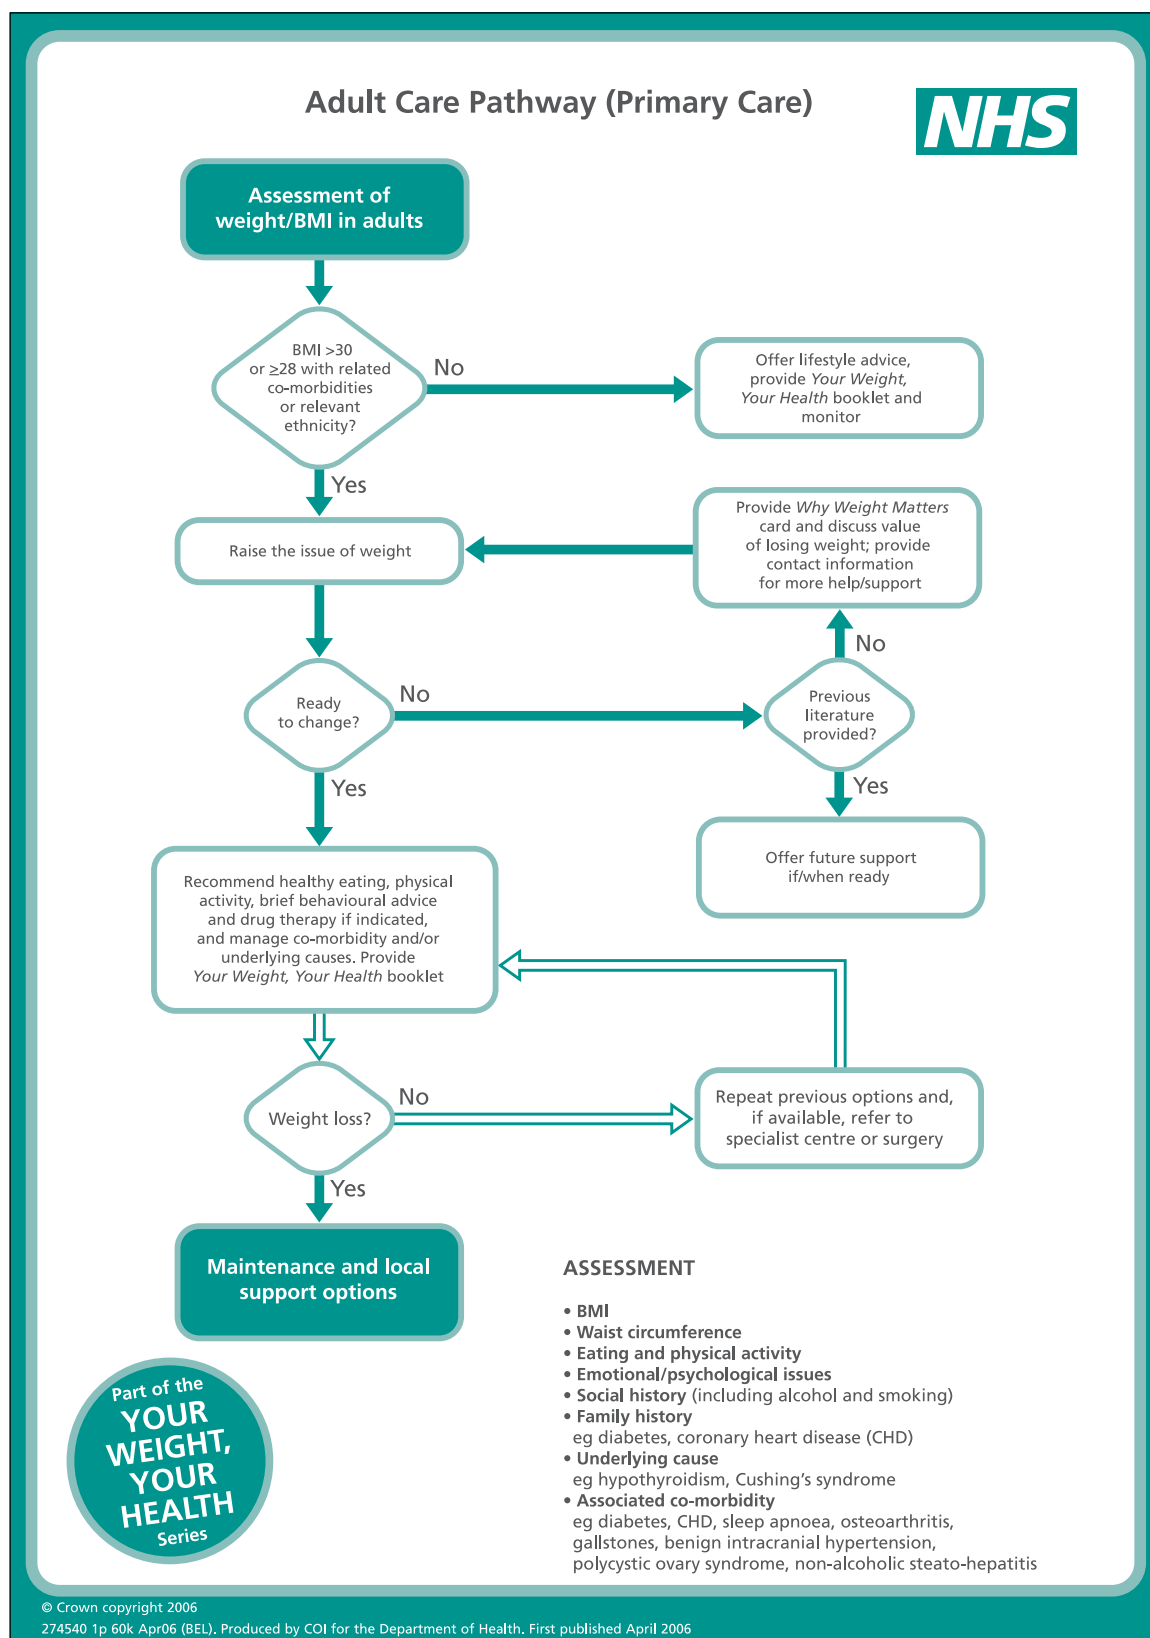 Adult Care Pathway (Primary Care)
NHS
Assessment of
weight/BMI in adults
BMI >30
or ≥28 with related
co-morbidities
or relevant
ethnicity?
No
Offer lifestyle advice,
provide Your Weight,
Your Health booklet and
monitor
Yes
Raise the issue of weight
Provide Why Weight Matters
card and discuss value
of losing weight; provide
contact information
for more help/support
No
Ready
to change?
No
Previous
literature
provided?
Yes
Yes
Offer future support
if/when ready
Recommend healthy eating, physical
activity, brief behavioural advice
and drug therapy if indicated,
and manage co-morbidity and/or
underlying causes. Provide
Your Weight, Your Health booklet
Weight loss?
No
Repeat previous options and,
if available, refer to
specialist centre or surgery
Yes
Maintenance and local
support options
ASSESSMENT
• BMI
• Waist circumference
• Eating and physical activity
• Emotional/psychological issues
• Social history (including alcohol and smoking)
• Family history
eg diabetes, coronary heart disease (CHD)
• Underlying cause
eg hypothyroidism, Cushing's syndrome
• Associated co-morbidity
eg diabetes, CHD, sleep apnoea, osteoarthritis,
gallstones, benign intracranial hypertension,
polycystic ovary syndrome, non-alcoholic steato-hepatitis
Part of the
YOUR
WEIGHT,
YOUR
HEALTH
Series
© Crown copyright 2006
274540 1p 60k Apr06 (BEL). Produced by COI for the Department of Health. First published April 2006